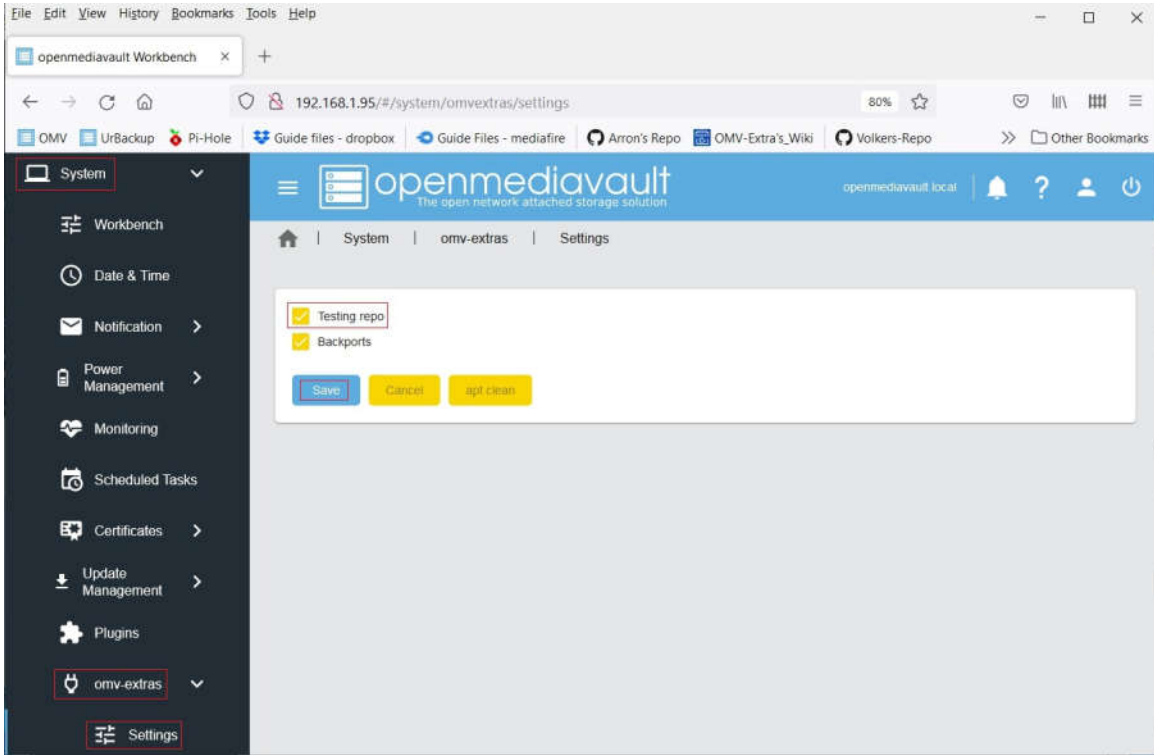 File Edit View History Bookmarks Tools Help
openmediavault Workbench
192.168.1.95/#/system/omvextras/settings 80%
OMV UrBackup Pi-Hole Guide files - dropbox Guide Files - mediafire Arron's Repo OMV-Extra's_Wiki Volkers-Repo Other Bookmarks
System
openmediavault
The open network attached storage solution
openmediavault.local
Workbench
System | omv-extras | Settings
Date & Time
Testing repo
Notification
Backports
Power
Management
Save Cancel apt clean
Monitoring
Scheduled Tasks
Certificates
Update
Management
Plugins
omv-extras
Settings